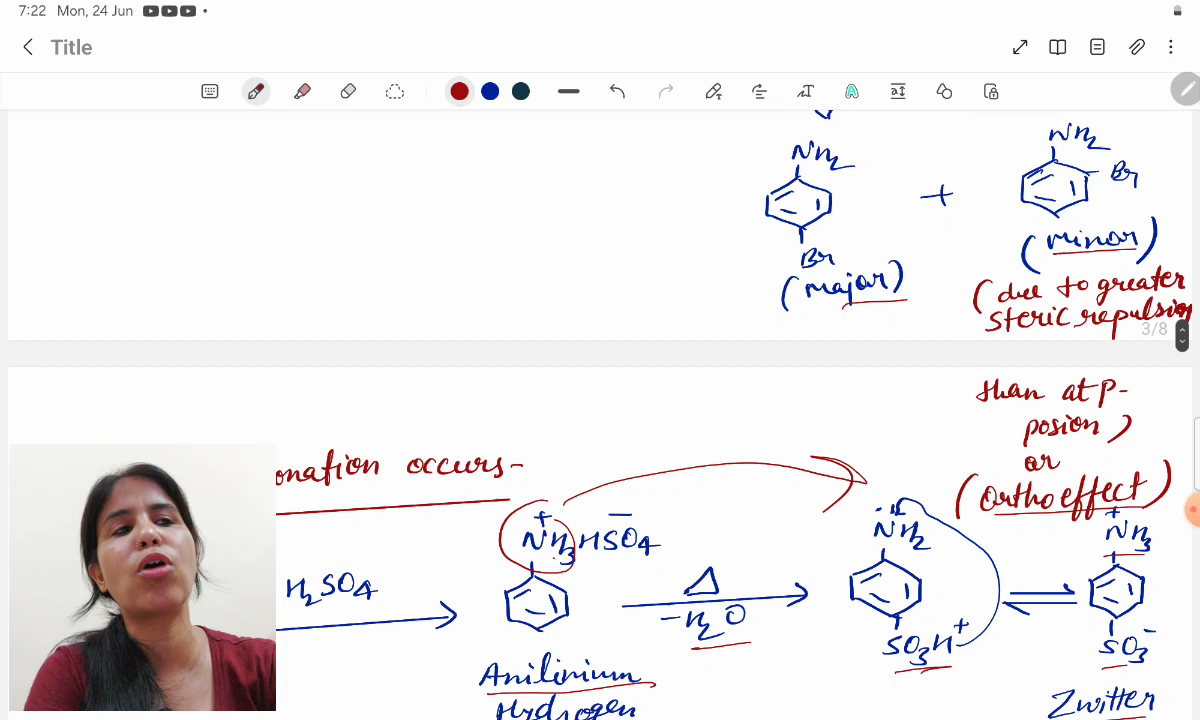 7:22 Mon, 24 Jun
Title
NH2
NH2
Br
+
Br
(major)
(minor)
(due to greater
steric repulsion
3/8
than at p-
posion)
or
(Ortho effect)
onation occurs-
+
NH3HSO4
H2SO4
Δ
-H2O
NH2
SO3H+
+
NH3
SO3-
Anilinium
Hydrogen
Zwitter